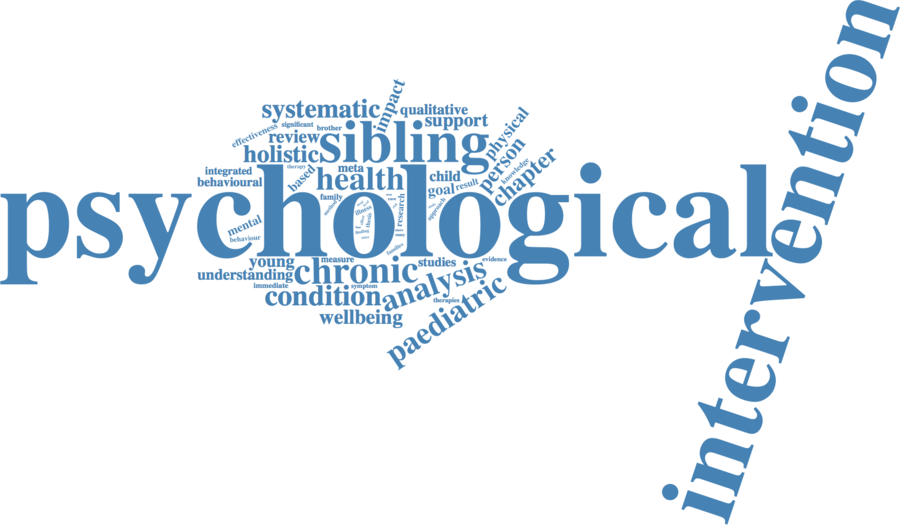 intervention
impact
systematic
qualitative
significant
support
physical
effectiveness
brother
review
sibling
person
holistic
knowledge
chapter
therapy
meta
integrated
based
health
child
behavioural
goal
result
family
research
approach
illness
thesis
psychological
mental
behaviour
families
measure
studies
evidence
young
understanding
chronic
analysis
immediate
symptom
condition
therapies
paediatric
wellbeing